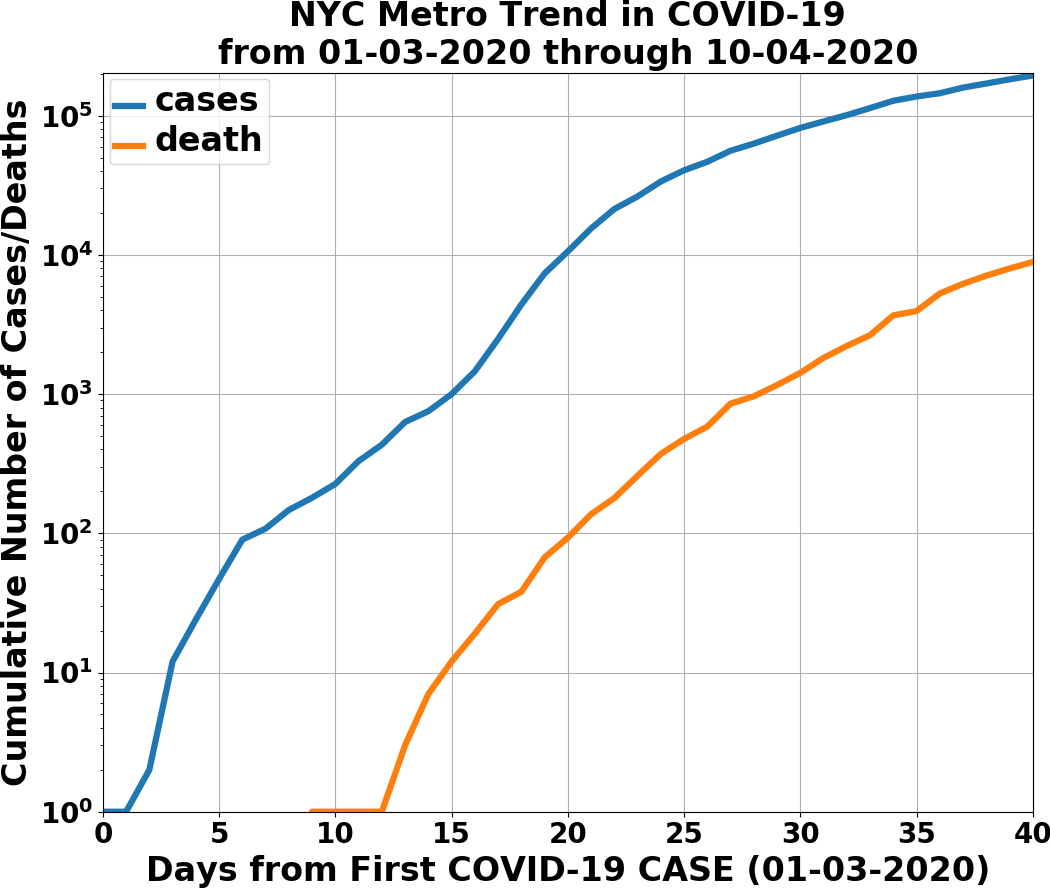 NYC Metro Trend in COVID-19
from 01-03-2020 through 10-04-2020
cases
death
Cumulative Number of Cases/Deaths
10⁵
10⁴
10³
10²
10¹
10⁰
0 5 10 15 20 25 30 35 40
Days from First COVID-19 CASE (01-03-2020)